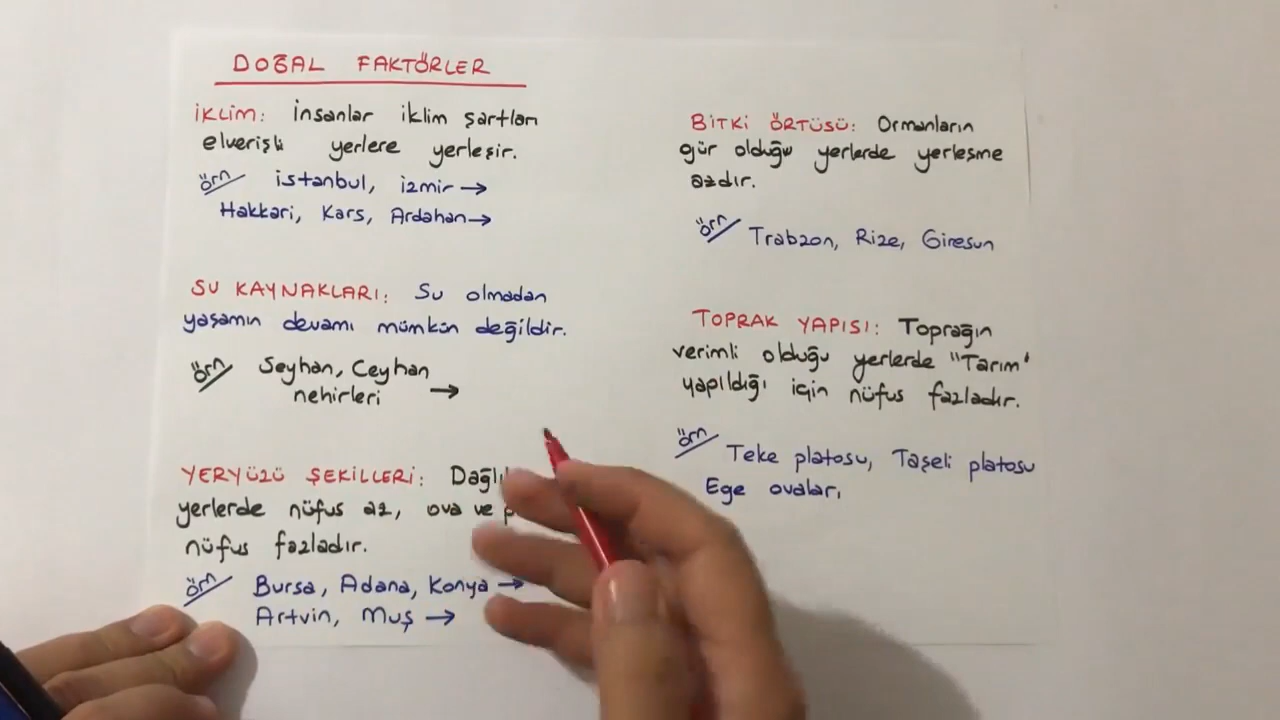 DOĞAL FAKTÖRLER
İKLİM: İnsanlar iklim şartları
elverişli yerlere yerleşir.
örn İstanbul, İzmir →
Hakkari, Kars, Ardahan →
SU KAYNAKLARI: Su olmadan
yaşamın devamı mümkün değildir.
örn Seyhan, Ceyhan
nehirleri →
YERYÜZÜ ŞEKİLLERİ:
yerlerde nüfus az, ova ve
nüfus fazladır.
örn Bursa, Adana, Konya →
Artvin, Muş →
BİTKİ ÖRTÜSÜ: Ormanların
gür olduğu yerlerde yerleşme
azdır.
örn Trabzon, Rize, Giresun
TOPRAK YAPISI: Toprağın
verimli olduğu yerlerde "Tarım"
yapıldığı için nüfus fazladır.
örn Teke platosu, Taşeli platosu
Ege ovaları